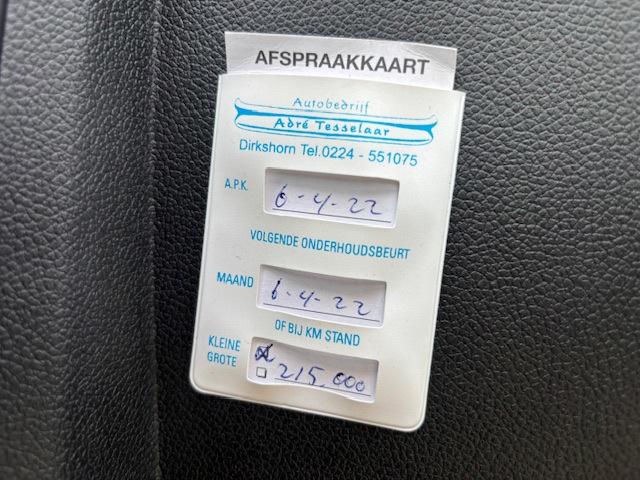 AFSPRAAKKAART
Autobedrijf
Adré Tesselaar
Dirkshorn Tel.0224 - 551075
A.P.K. 6-4-22
VOLGENDE ONDERHOUDSBEURT
MAAND 6-4-22
OF BIJ KM STAND
KLEINE
GROTE 215.000